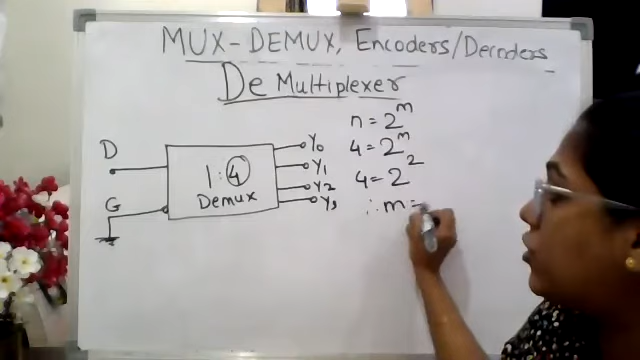 MUX-DEMUX, Encoders/Decoders
De Multiplexer
n = 2^m
4 = 2^m
4 = 2^2
∴ m =
D
G
1:4
Demux
Y0
Y1
Y2
Y3